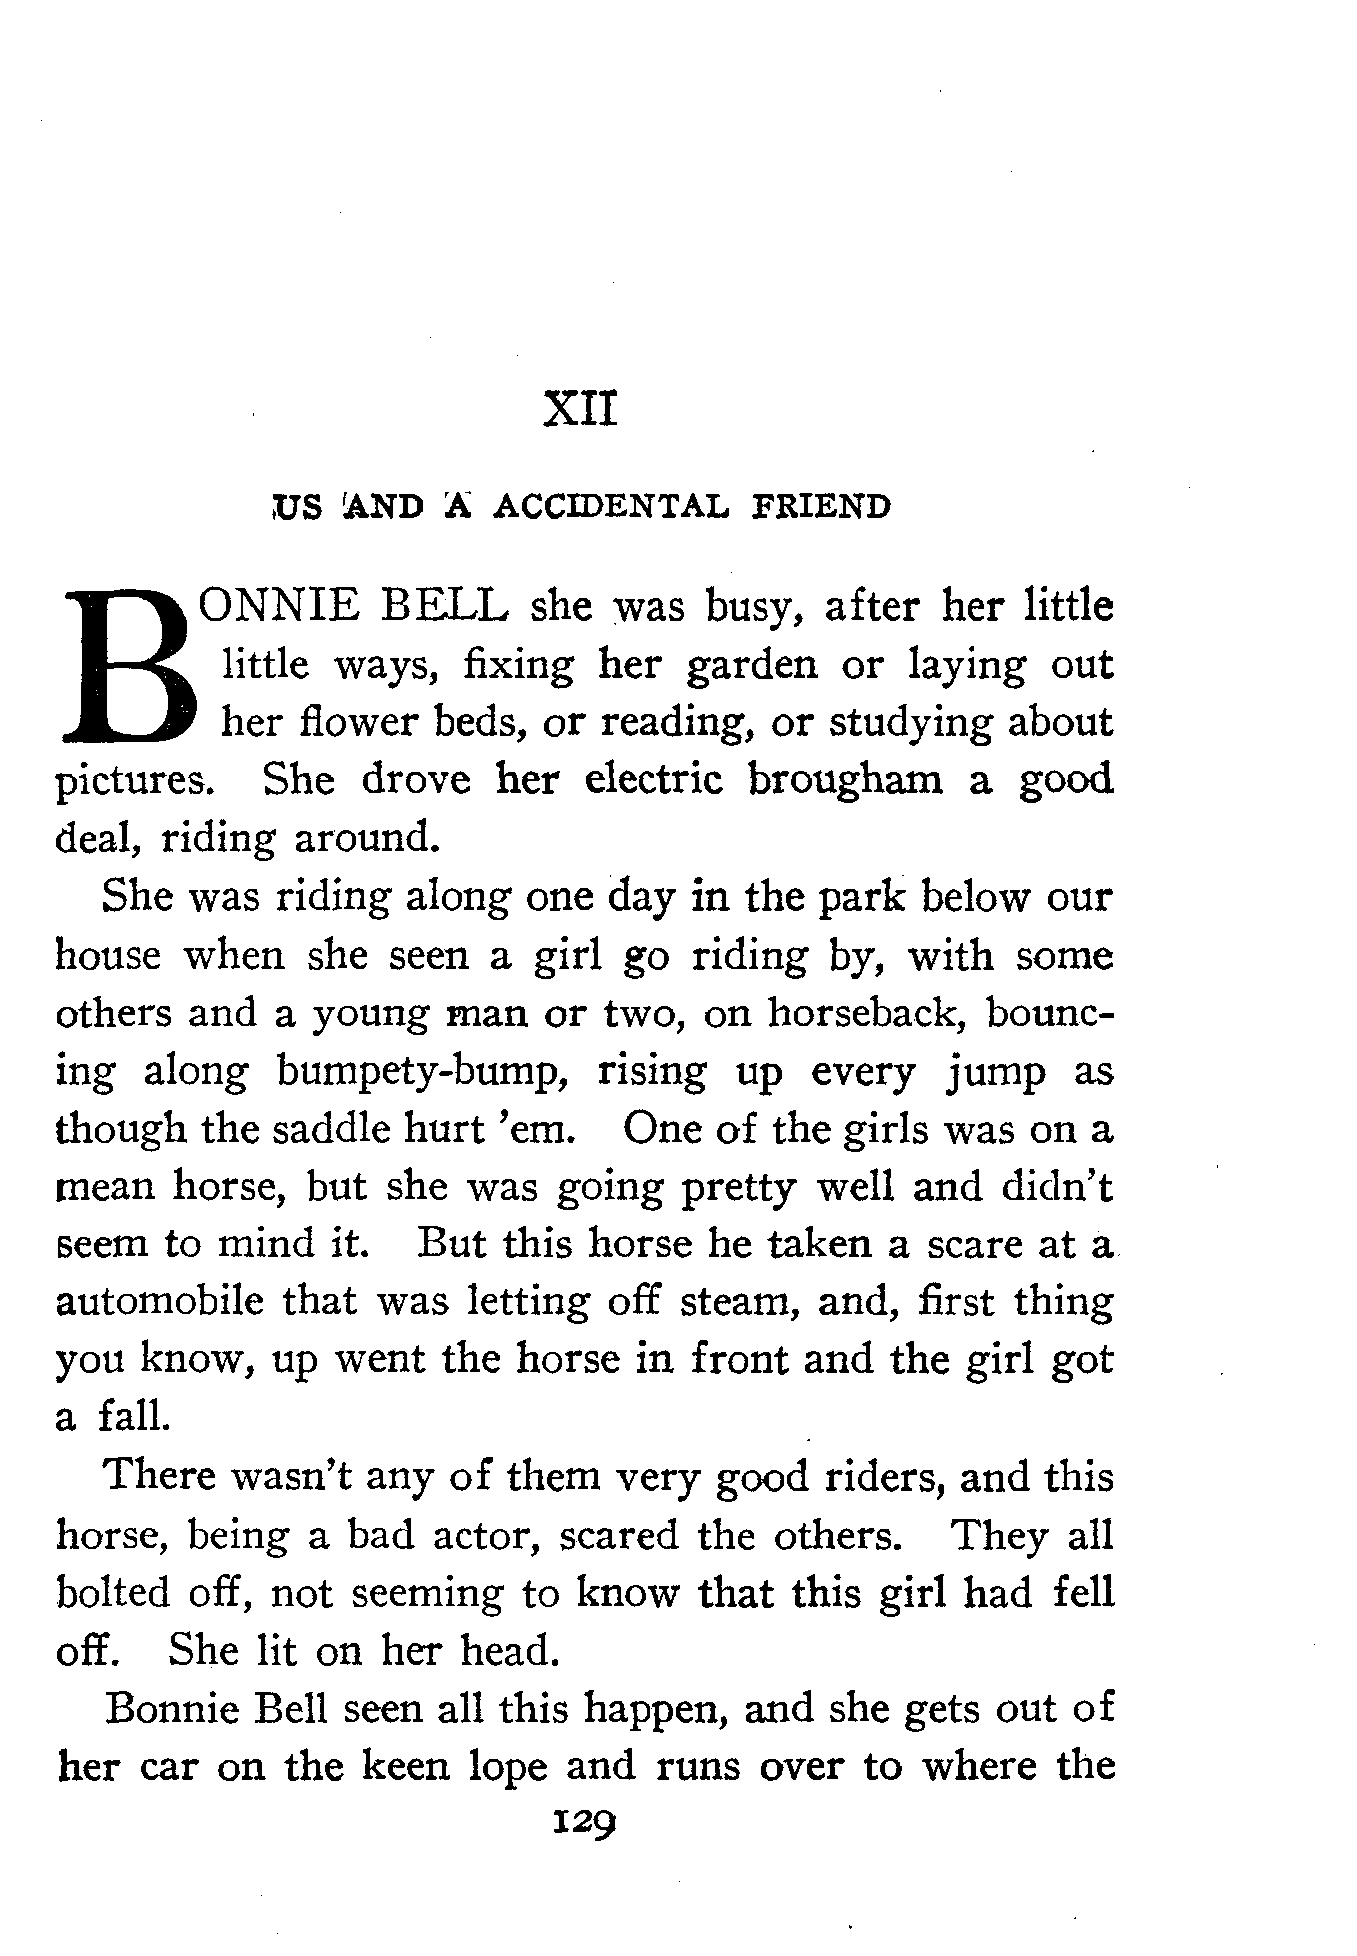 XII
US AND A ACCIDENTAL FRIEND
BONNIE BELL she was busy, after her little
little ways, fixing her garden or laying out
her flower beds, or reading, or studying about
pictures. She drove her electric brougham a good
deal, riding around.
She was riding along one day in the park below our
house when she seen a girl go riding by, with some
others and a young man or two, on horseback, bounc-
ing along bumpety-bump, rising up every jump as
though the saddle hurt ’em. One of the girls was on a
mean horse, but she was going pretty well and didn’t
seem to mind it. But this horse he taken a scare at a
automobile that was letting off steam, and, first thing
you know, up went the horse in front and the girl got
a fall.
There wasn’t any of them very good riders, and this
horse, being a bad actor, scared the others. They all
bolted off, not seeming to know that this girl had fell
off. She lit on her head.
Bonnie Bell seen all this happen, and she gets out of
her car on the keen lope and runs over to where the
129